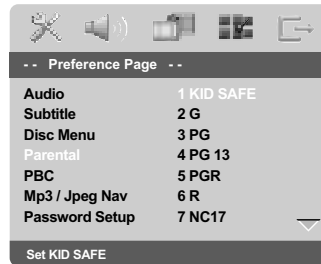 - - Preference Page - -
Audio 1 KID SAFE
Subtitle 2 G
Disc Menu 3 PG
Parental 4 PG 13
PBC 5 PGR
Mp3 / Jpeg Nav 6 R
Password Setup 7 NC17
Set KID SAFE